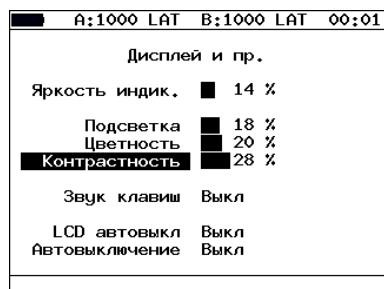 A:1000 LAT B:1000 LAT 00:01
Дисплей и пр.
Яркость индик. 14 %
Подсветка 18 %
Цветность 20 %
Контрастность 28 %
Звук клавиш Выкл
LCD автовыкл Выкл
Автовыключение Выкл